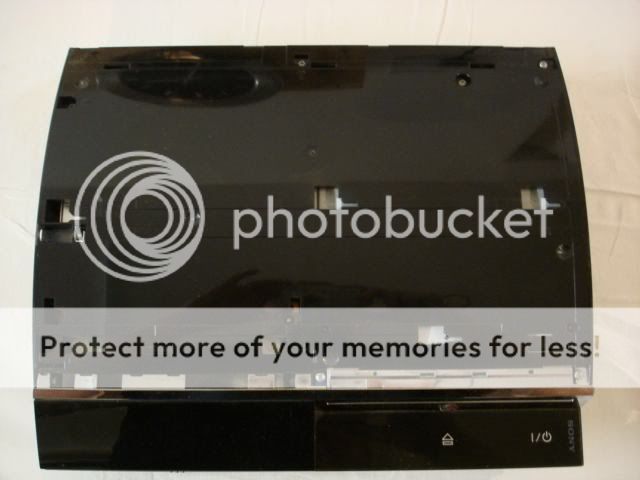 photobucket
Protect more of your memories for less!
I/⏻
SONY